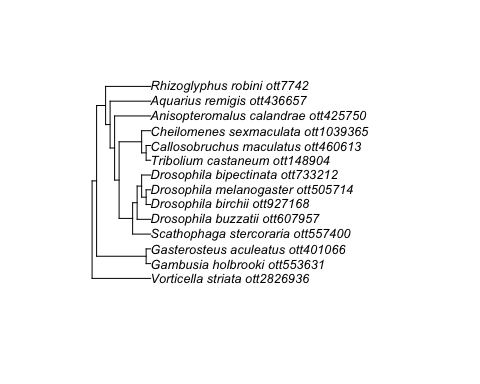 Rhizoglyphus robini ott7742
Aquarius remigis ott436657
Anisopteromalus calandrae ott425750
Cheilomenes sexmaculata ott1039365
Callosobruchus maculatus ott460613
Tribolium castaneum ott148904
Drosophila bipectinata ott733212
Drosophila melanogaster ott505714
Drosophila birchii ott927168
Drosophila buzzatii ott607957
Scathophaga stercoraria ott557400
Gasterosteus aculeatus ott401066
Gambusia holbrooki ott553631
Vorticella striata ott2826936